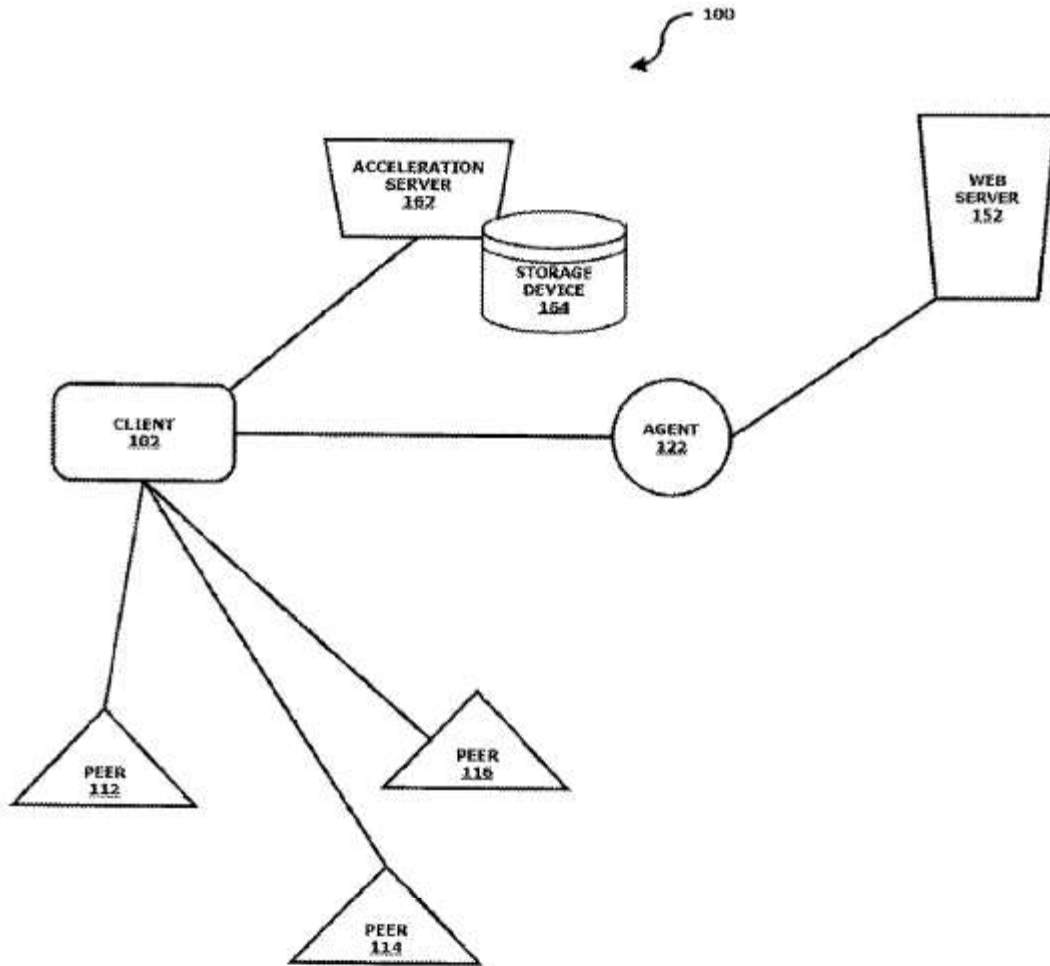 100
ACCELERATION
SERVER
162
WEB
SERVER
152
STORAGE
DEVICE
164
CLIENT
102
AGENT
122
PEER
112
PEER
116
PEER
114